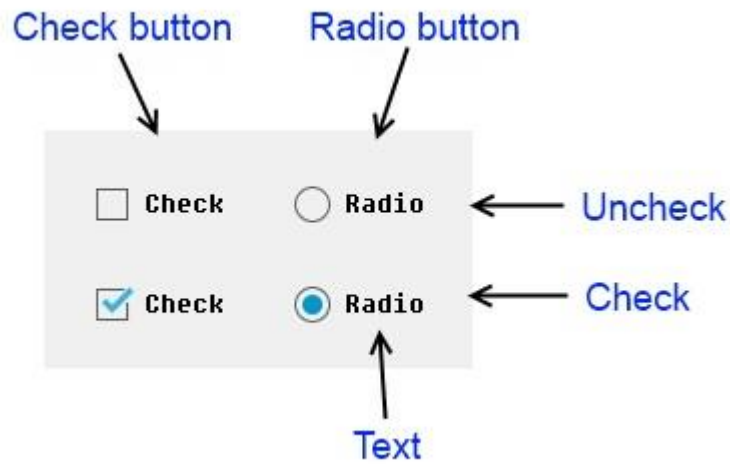 Check button
Radio button
Check
Radio
Uncheck
Check
Radio
Check
Text